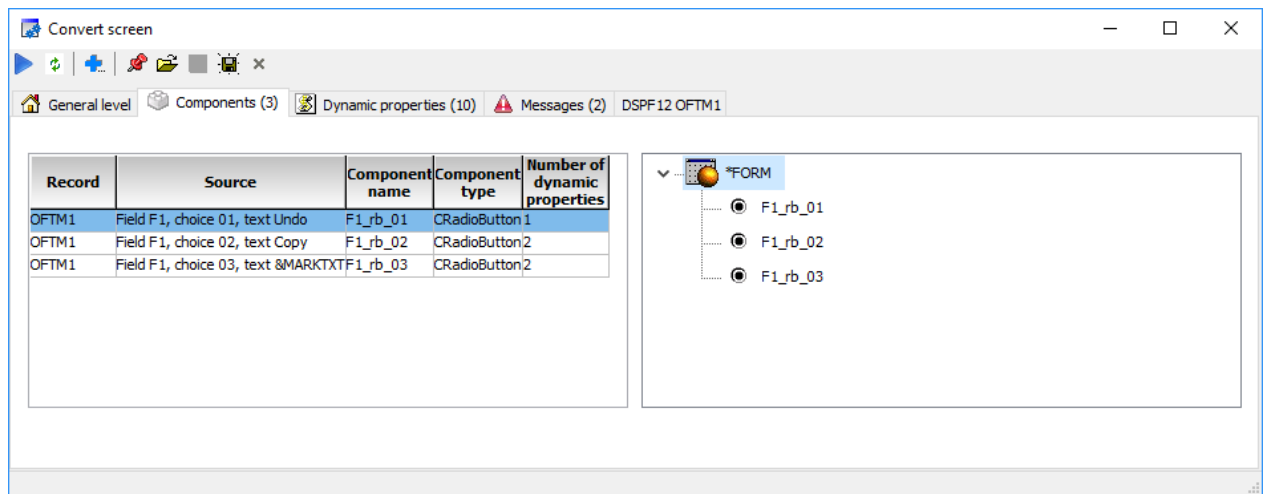 Convert screen
General level Components (3) Dynamic properties (10) Messages (2) DSPF12 OFTM1
Record Source Component name Component type Number of dynamic properties
OFTM1 Field F1, choice 01, text Undo F1_rb_01 CRadioButton 1
OFTM1 Field F1, choice 02, text Copy F1_rb_02 CRadioButton 2
OFTM1 Field F1, choice 03, text &MARKTXT F1_rb_03 CRadioButton 2
*FORM
F1_rb_01
F1_rb_02
F1_rb_03